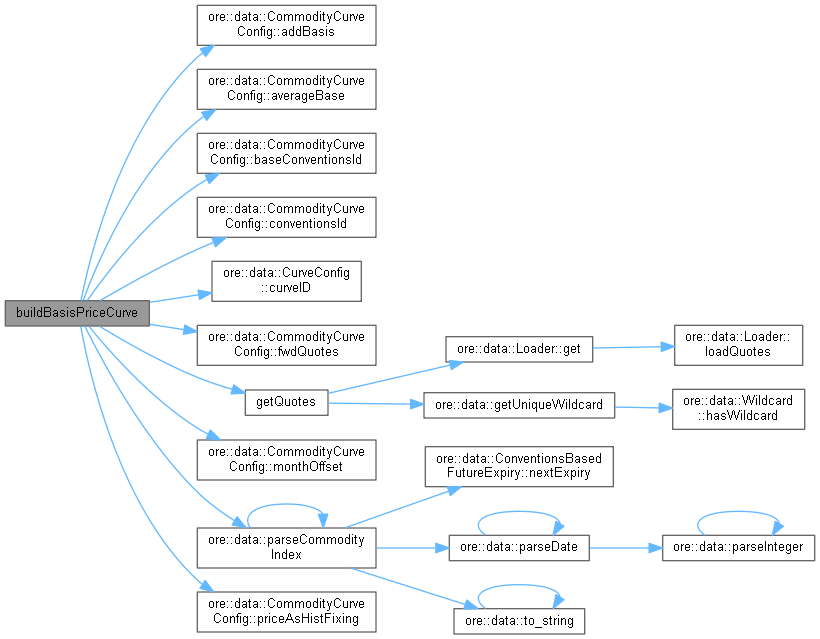 ore::data::CommodityCurve
Config::addBasis
ore::data::CommodityCurve
Config::averageBase
ore::data::CommodityCurve
Config::baseConventionsId
ore::data::CommodityCurve
Config::conventionsId
ore::data::CurveConfig
::curveID
buildBasisPriceCurve
ore::data::CommodityCurve
Config::fwdQuotes
ore::data::Loader::get
ore::data::Loader::
loadQuotes
getQuotes
ore::data::getUniqueWildcard
ore::data::Wildcard
::hasWildcard
ore::data::CommodityCurve
Config::monthOffset
ore::data::ConventionsBased
FutureExpiry::nextExpiry
ore::data::parseCommodity
Index
ore::data::parseDate
ore::data::parseInteger
ore::data::CommodityCurve
Config::priceAsHistFixing
ore::data::to_string